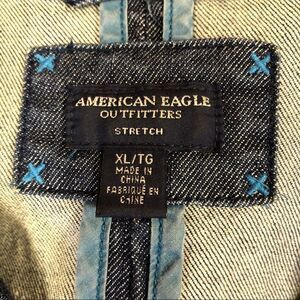 AMERICAN EAGLE
OUTFITTERS
STRETCH
XL/TG
MADE IN
CHINA
FABRIQUÉ EN
CHINE